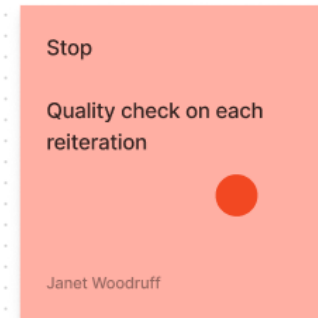 Stop
Quality check on each
reiteration
Janet Woodruff